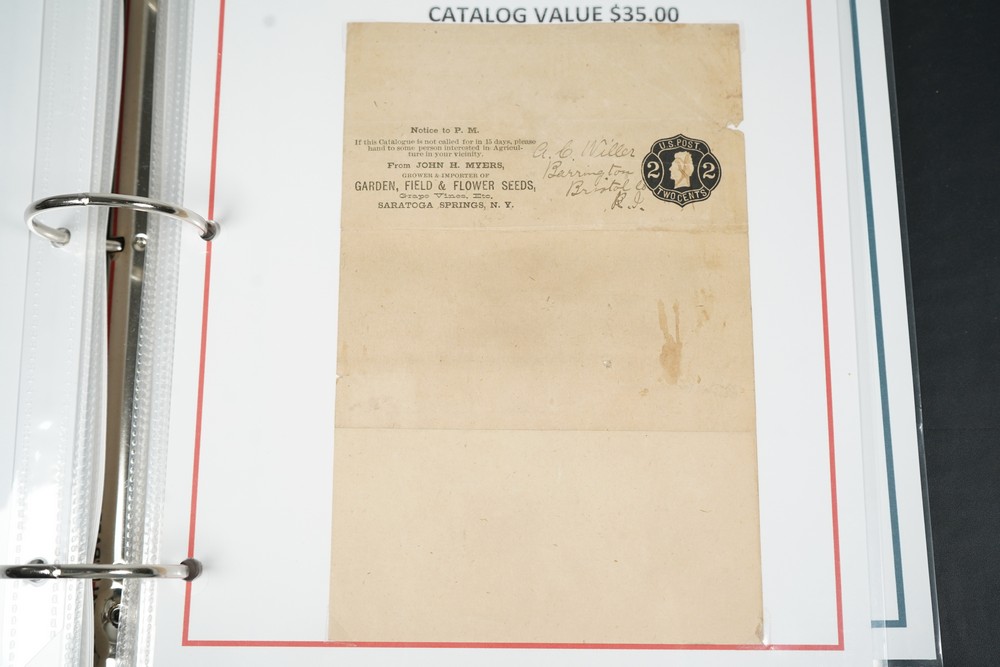 CATALOG VALUE $35.00
Notice to P. M.
If this Catalogue is not called for in 15 days, please
hand to some person interested in Agricul-
ture in your vicinity.
From JOHN H. MYERS,
GROWER & IMPORTER OF
GARDEN, FIELD & FLOWER SEEDS,
Grape Vines, Etc.
SARATOGA SPRINGS, N. Y.
A. C. Willer
Barrington
Bristol Co
R.I.
U.S. POST.
2 2
TWO CENTS